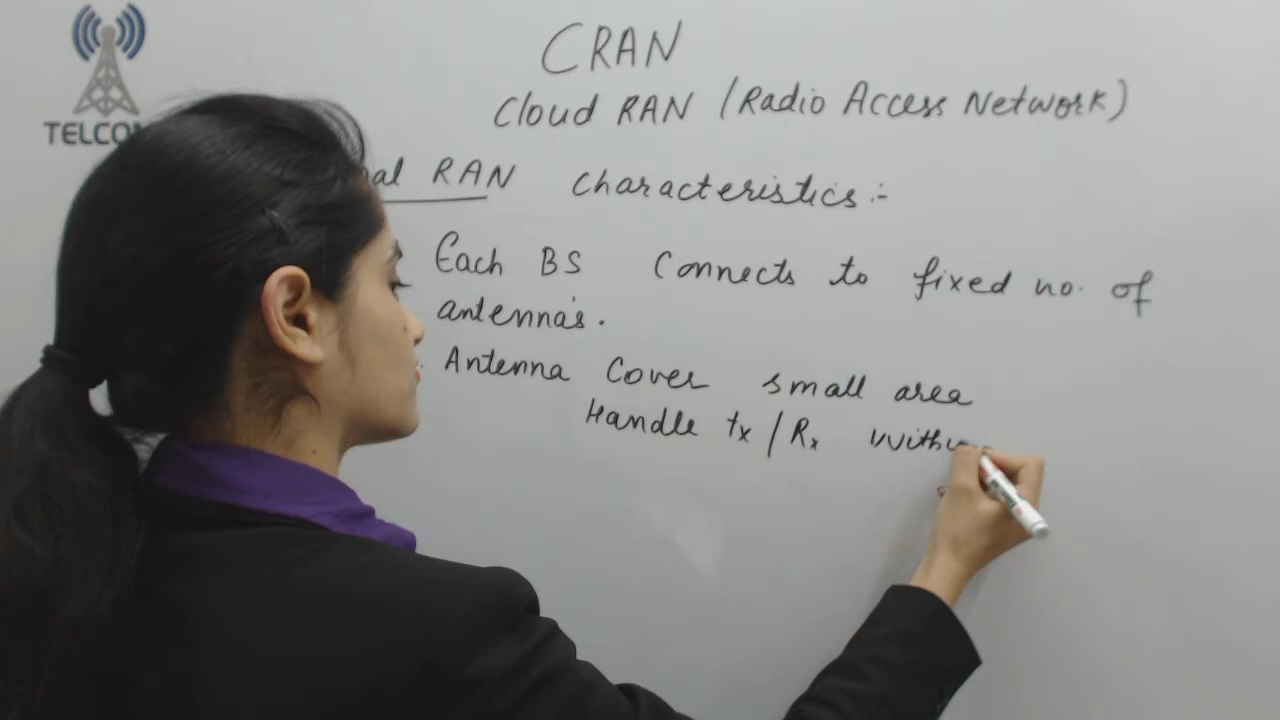 CRAN
Cloud RAN (Radio Access Network)
TELCO
RAN Characteristics :-
Each BS Connects to fixed no. of
antenna's.
Antenna Cover small area
Handle Tx / Rx